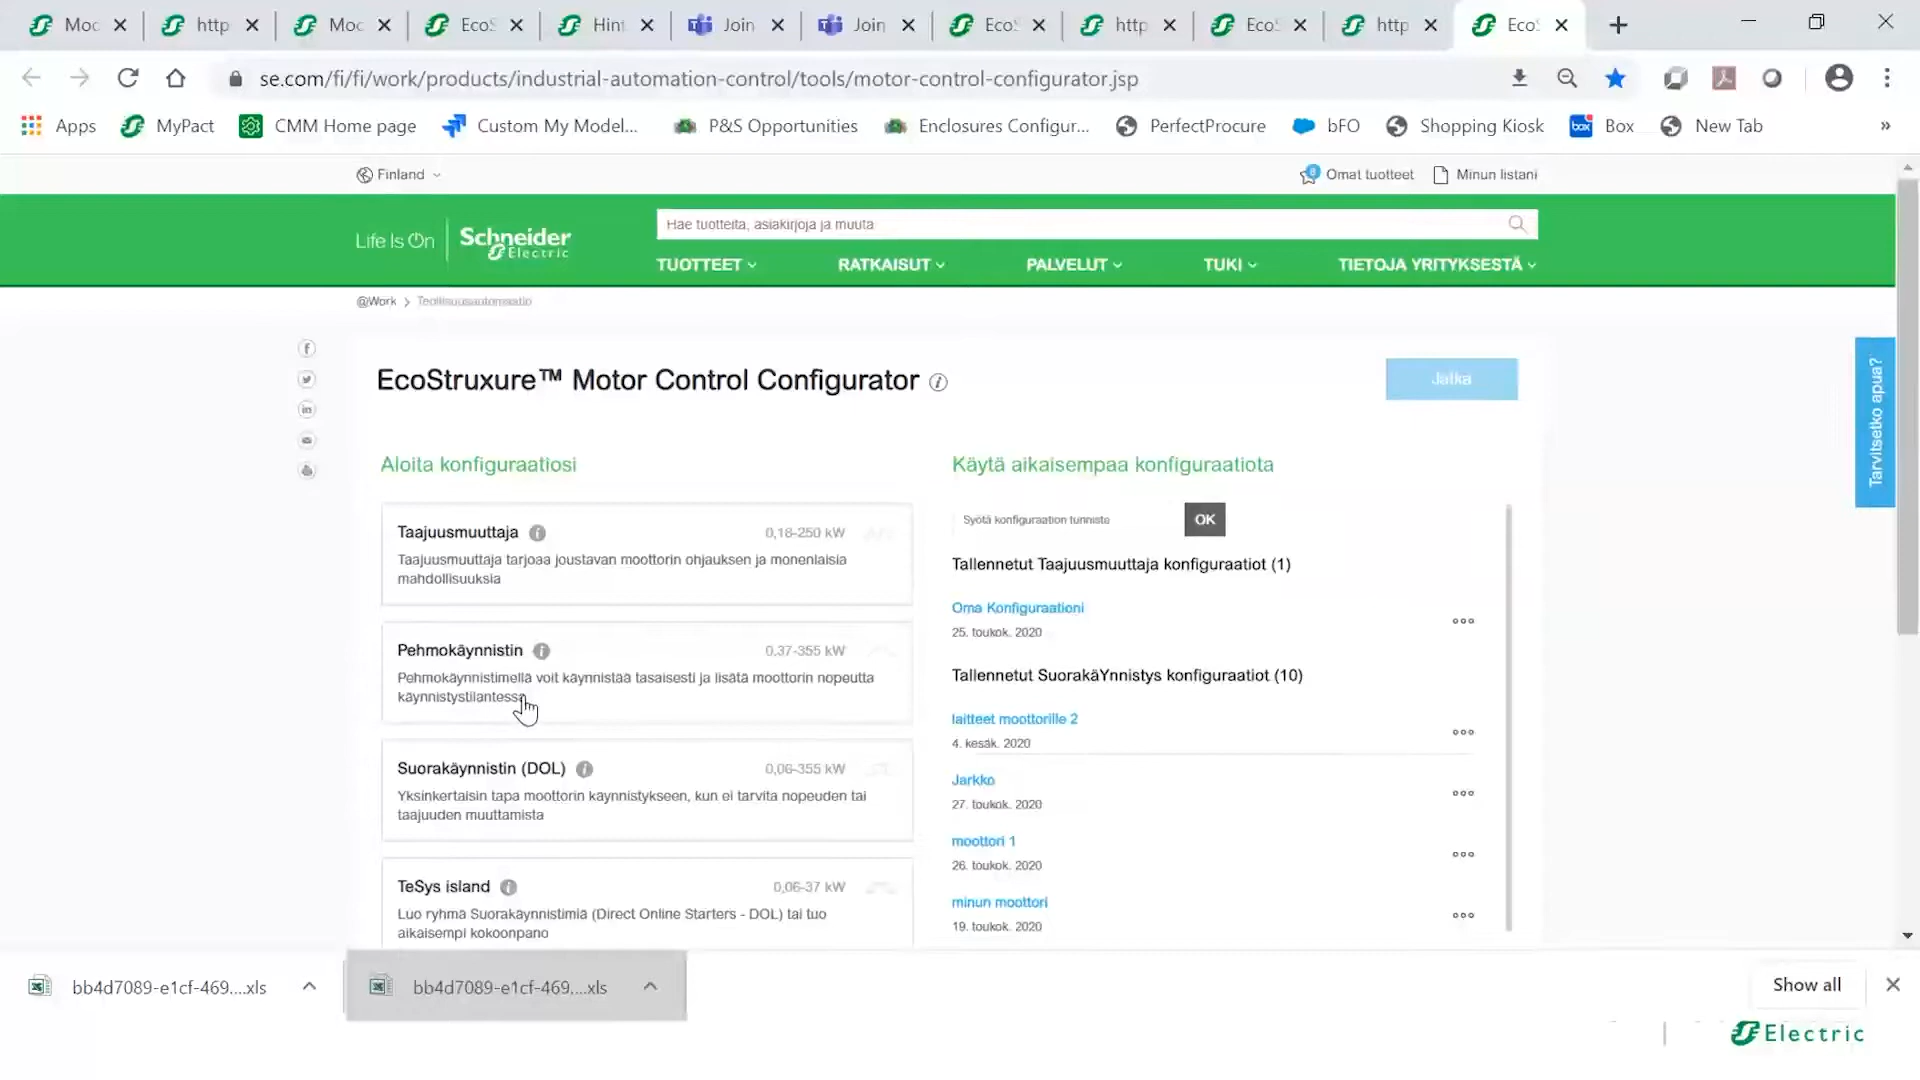 Moc
http
Moc
EcoS
Hint
Join
Join
EcoS
http
EcoS
http
EcoS
se.com/fi/fi/work/products/industrial-automation-control/tools/motor-control-configurator.jsp
Apps
MyPact
CMM Home page
Custom My Model...
P&S Opportunities
Enclosures Configur...
PerfectProcure
bFO
Shopping Kiosk
box
Box
New Tab
»
Finland
8
Omat tuotteet
Minun listani
Life Is On
Schneider
Electric
Hae tuotteita, asiakirjoja ja muuta
TUOTTEET
RATKAISUT
PALVELUT
TUKI
TIETOJA YRITYKSESTÄ
@Work
Teollisuusautomaatio
EcoStruxure™ Motor Control Configurator
Jatka
Tarvitsetko apua?
Aloita konfiguraatiosi
Taajuusmuuttaja
0,18-250 kW
Taajuusmuuttaja tarjoaa joustavan moottorin ohjauksen ja monenlaisia
mahdollisuuksia
Pehmokäynnistin
0.37-355 kW
Pehmokäynnistimellä voit käynnistää tasaisesti ja lisätä moottorin nopeutta
käynnistystilantessa
Suorakäynnistin (DOL)
0,06-355 kW
Yksinkertaisin tapa moottorin käynnistykseen, kun ei tarvita nopeuden tai
taajuuden muuttamista
TeSys island
0,06-37 kW
Luo ryhmä Suorakäynnistimiä (Direct Online Starters - DOL) tai tuo
aikaisempi kokoonpano
Käytä aikaisempaa konfiguraatiota
Syötä konfiguraation tunniste
OK
Tallennetut Taajuusmuuttaja konfiguraatiot (1)
Oma Konfiguraationi
25. toukok. 2020
Tallennetut SuorakäYnnistys konfiguraatiot (10)
laitteet moottorille 2
4. kesäk. 2020
Jarkko
27. toukok. 2020
moottori 1
26. toukok. 2020
minun moottori
19. toukok. 2020
bb4d7089-e1cf-469....xls
bb4d7089-e1cf-469....xls
Show all
Electric